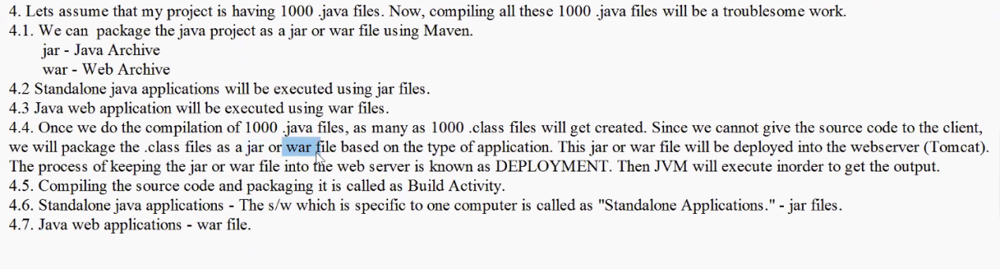 4. Lets assume that my project is having 1000 .java files. Now, compiling all these 1000 .java files will be a troublesome work.
4.1. We can  package the java project as a jar or war file using Maven.
jar - Java Archive
war - Web Archive
4.2 Standalone java applications will be executed using jar files.
4.3 Java web application will be executed using war files.
4.4. Once we do the compilation of 1000 .java files, as many as 1000 .class files will get created. Since we cannot give the source code to the client,
we will package the .class files as a jar or war file based on the type of application. This jar or war file will be deployed into the webserver (Tomcat).
The process of keeping the jar or war file into the web server is known as DEPLOYMENT. Then JVM will execute inorder to get the output.
4.5. Compiling the source code and packaging it is called as Build Activity.
4.6. Standalone java applications - The s/w which is specific to one computer is called as "Standalone Applications." - jar files.
4.7. Java web applications - war file.